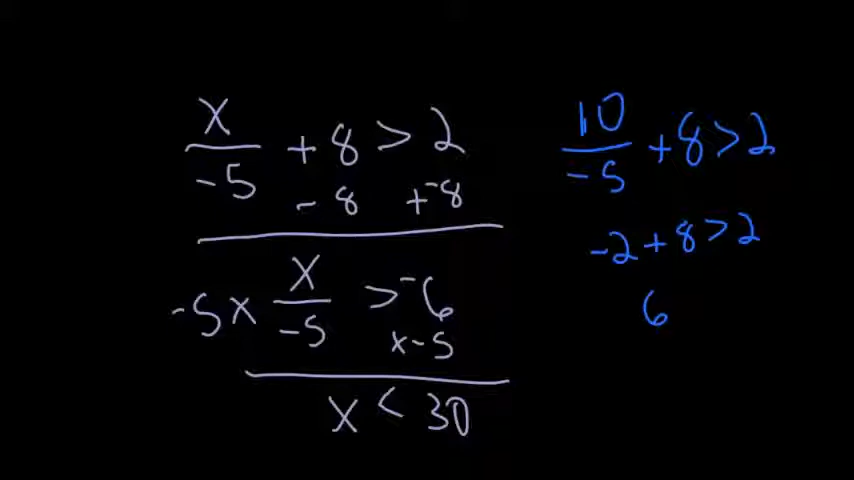 x/-5 + 8 > 2
- 8 + -8
-5 x x/-5 > -6
x -5
x < 30
10/-5 + 8 > 2
-2 + 8 > 2
6